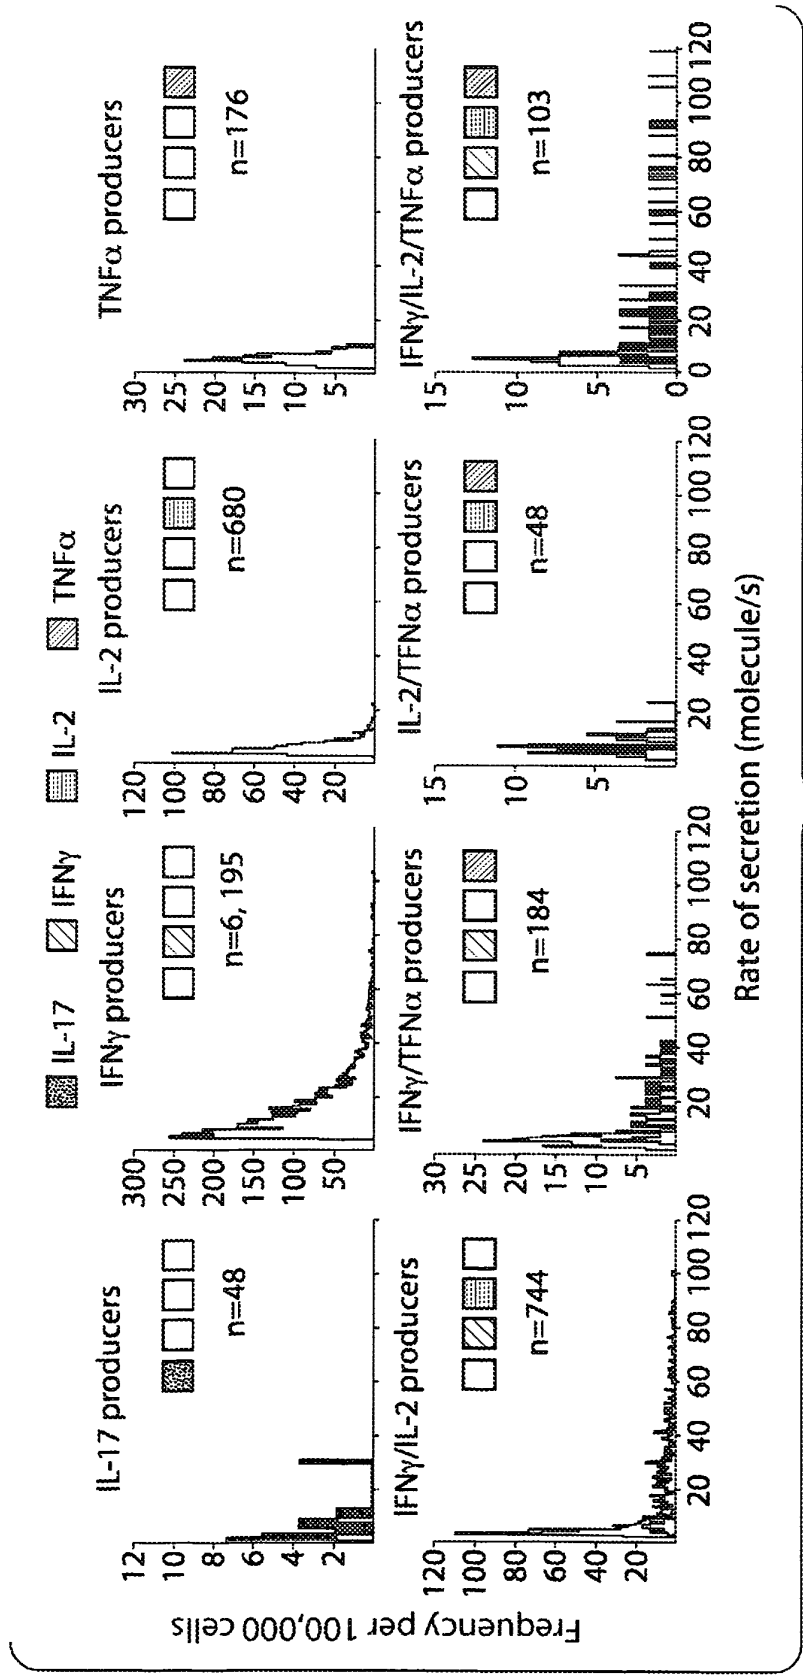 IL-17 IFNγ IL-2 TNFα
IL-17 producers
n=48
12
10
8
6
4
2
IFNγ producers
n=6, 195
300
250
200
150
100
50
IL-2 producers
n=680
120
100
80
60
40
20
TNFα producers
n=176
30
25
20
15
10
5
IFNγ/IL-2 producers
n=744
120
100
80
60
40
20
20 40 60 80 100 120
IFNγ/TFNα producers
n=184
30
25
20
15
10
5
20 40 60 80 100 120
IL-2/TFNα producers
n=48
15
10
5
20 40 60 80 100 120
IFNγ/IL-2/TNFα producers
n=103
15
10
5
0
0 20 40 60 80 100 120
Frequency per 100,000 cells
Rate of secretion (molecule/s)